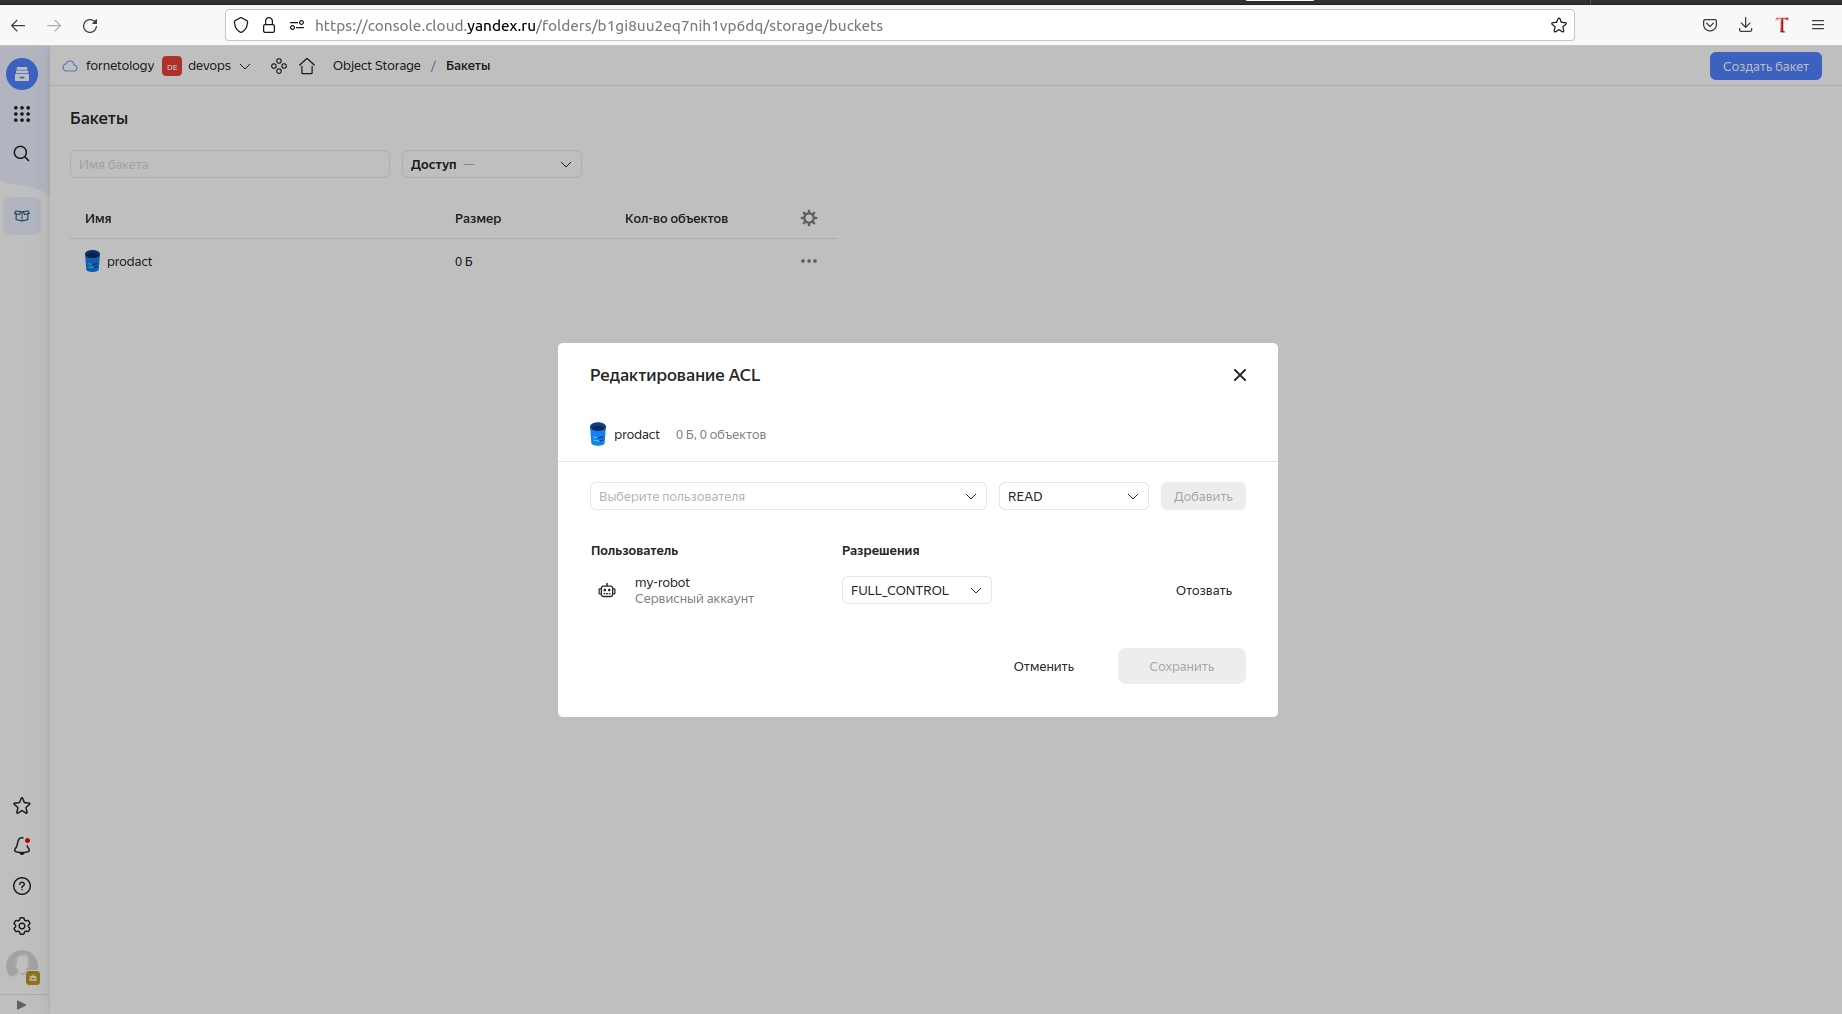 https://console.cloud.yandex.ru/folders/b1gi8uu2eq7nih1vp6dq/storage/buckets
T
fornetology DE devops Object Storage / Бакеты
Создать бакет
Бакеты
Имя бакета
Доступ —
Имя Размер Кол-во объектов
prodact 0 Б
Редактирование ACL
prodact 0 Б, 0 объектов
Выберите пользователя READ Добавить
Пользователь Разрешения
my-robot
Сервисный аккаунт
FULL_CONTROL Отозвать
Отменить Сохранить